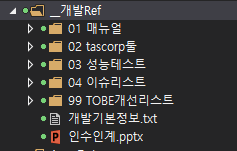 __개발Ref
01 매뉴얼
02 tascorp툴
03 성능테스트
04 이슈리스트
99 TOBE개선리스트
개발기본정보.txt
인수인계.pptx